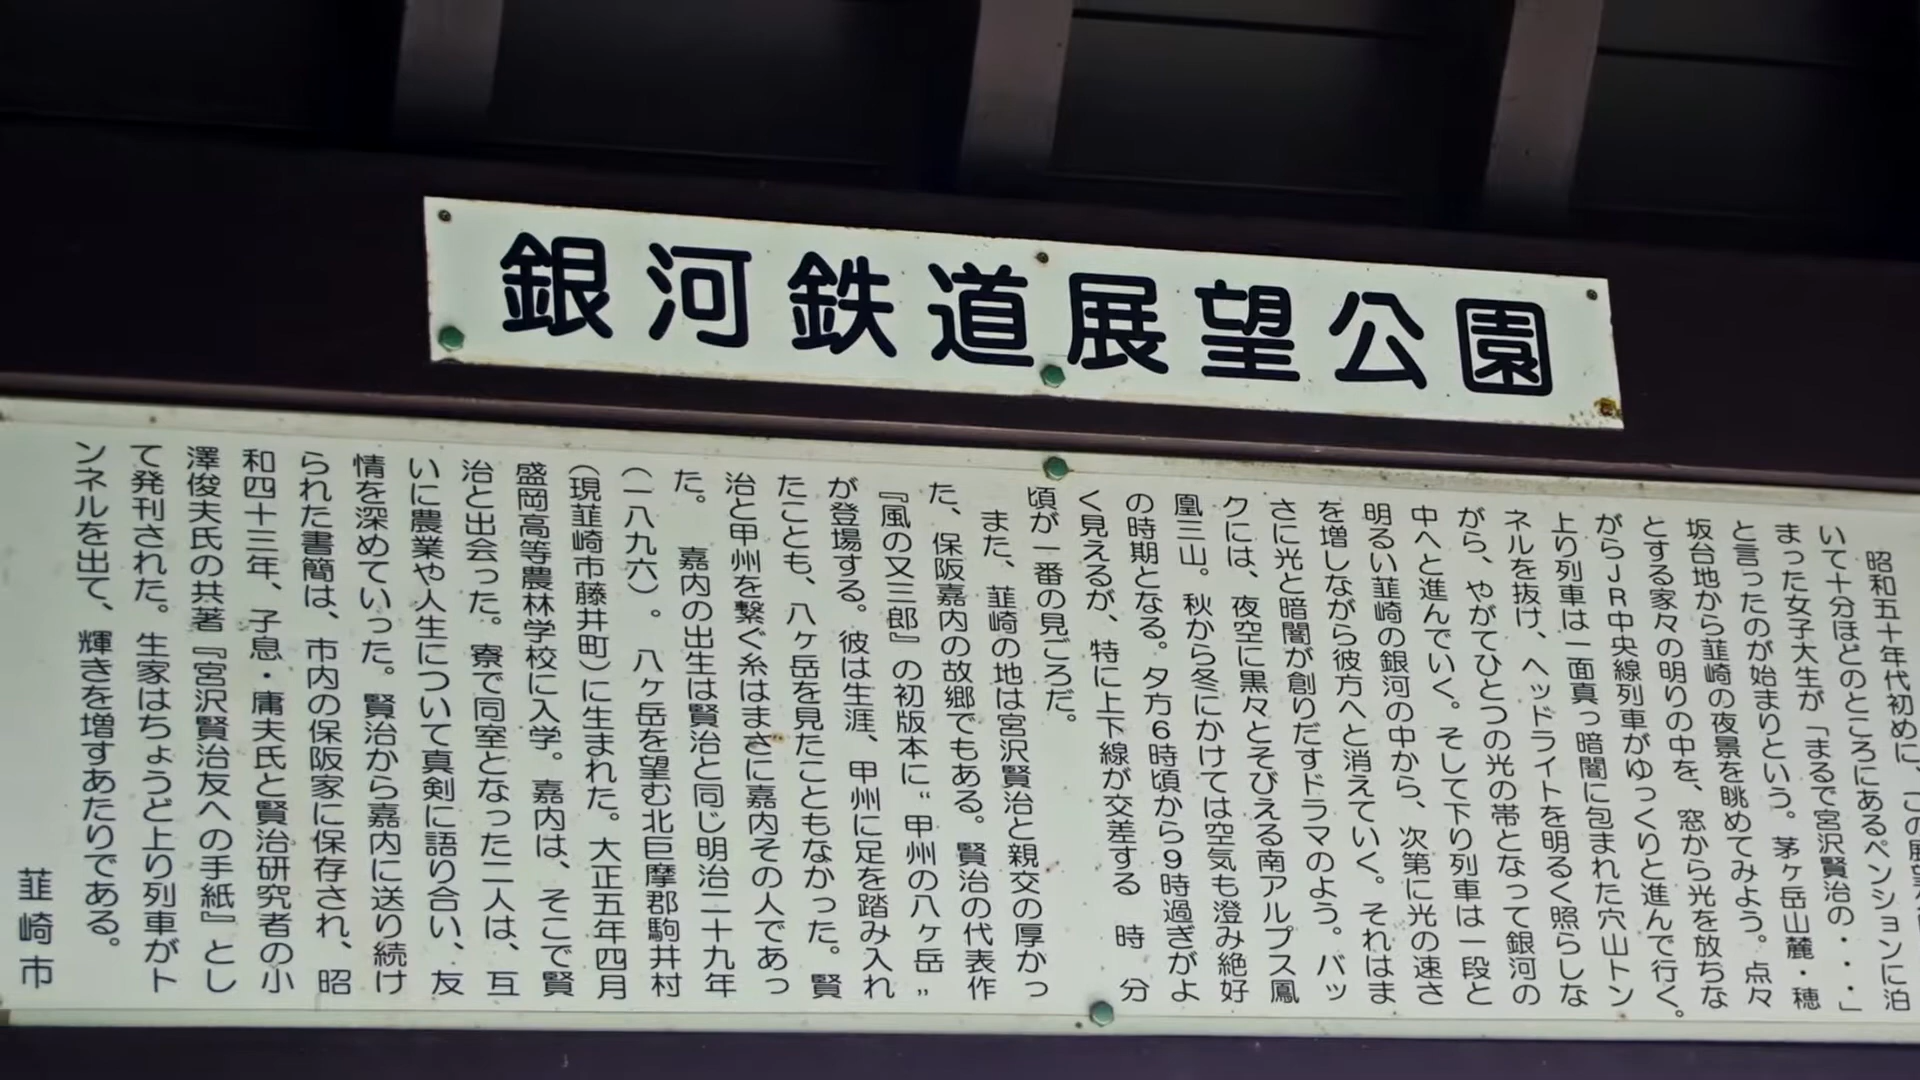 銀河鉄道展望公園
昭和五十年代初めに、この展望
いて十分ほどのところにあるペンションに泊
まった女子大生が「まるで宮沢賢治の・・・」
と言ったのが始まりという。茅ヶ岳山麓・穂
坂台地から韮崎の夜景を眺めてみよう。点々
とする家々の明りの中を、窓から光を放ちな
がらJR中央線列車がゆっくりと進んで行く。
上り列車は一面真っ暗闇に包まれた穴山トン
ネルを抜け、ヘッドライトを明るく照らしな
がら、やがてひとつの光の帯となって銀河の
中へと進んでいく。そして下り列車は一段と
明るい韮崎の銀河の中から、次第に光の速さ
を増しながら彼方へと消えていく。それはま
さに光と暗闇が創りだすドラマのよう。バッ
クには、夜空に黒々とそびえる南アルプス鳳
凰三山。秋から冬にかけては空気も澄み絶好
の時期となる。夕方6時頃から9時過ぎがよ
く見えるが、特に上下線が交差する 時 分
頃が一番の見ごろだ。
また、韮崎の地は宮沢賢治と親交の厚かっ
た、保阪嘉内の故郷でもある。賢治の代表作
『風の又三郎』の初版本に“甲州の八ヶ岳”
が登場する。彼は生涯、甲州に足を踏み入れ
たことも、八ヶ岳を見たこともなかった。賢
治と甲州を繋ぐ糸はまさに嘉内その人であっ
た。 嘉内の出生は賢治と同じ明治二十九年
(一八九六)。八ヶ岳を望む北巨摩郡駒井村
(現韮崎市藤井町)に生まれた。大正五年四月
盛岡高等農林学校に入学。嘉内は、そこで賢
治と出会った。寮で同室となった二人は、互
いに農業や人生について真剣に語り合い、友
情を深めていった。賢治から嘉内に送り続け
られた書簡は、市内の保阪家に保存され、昭
和四十三年、子息・庸夫氏と賢治研究者の小
澤俊夫氏の共著『宮沢賢治友への手紙』とし
て発刊された。生家はちょうど上り列車がト
ンネルを出て、輝きを増すあたりである。
韮崎市